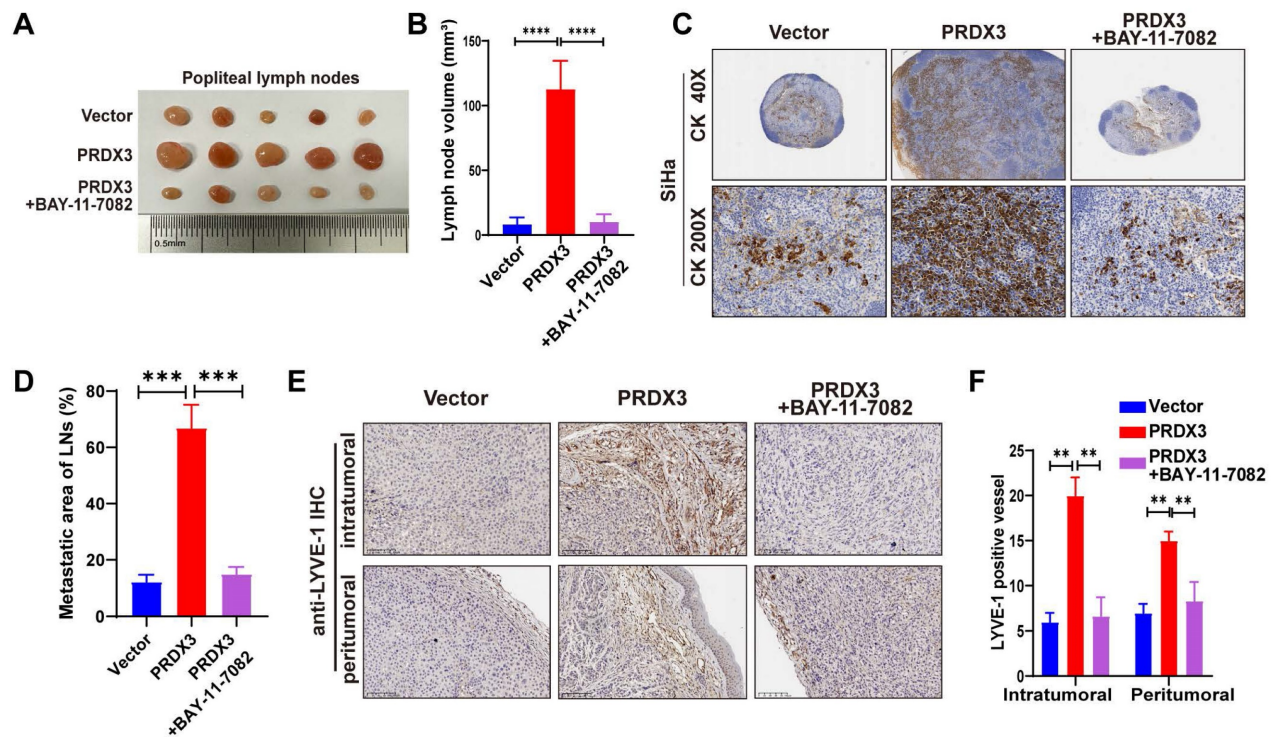 A
Popliteal lymph nodes
Vector
PRDX3
PRDX3
+BAY-11-7082
0.5mm
B
Lymph node volume (mm³)
150
100
50
0
****
****
Vector
PRDX3
PRDX3
+BAY-11-7082
C
Vector
PRDX3
PRDX3
+BAY-11-7082
SiHa
CK 40X
CK 200X
D
Metastatic area of LNs (%)
80
60
40
20
0
***
***
Vector
PRDX3
PRDX3
+BAY-11-7082
E
Vector
PRDX3
PRDX3
+BAY-11-7082
anti-LYVE-1 IHC
intratumoral
peritumoral
F
Vector
PRDX3
PRDX3
+BAY-11-7082
LYVE-1 positive vessel
25
20
15
10
5
0
**
**
**
**
Intratumoral
Peritumoral